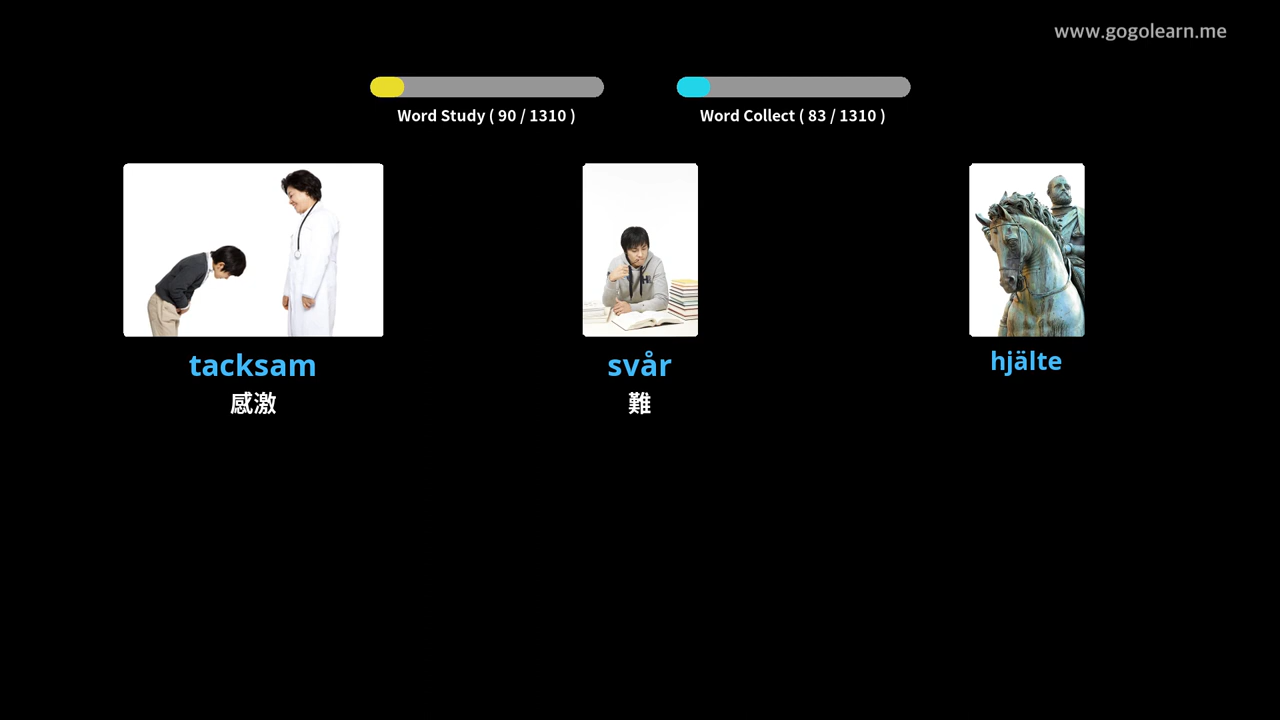 www.gogolearn.me
Word Study ( 90 / 1310 )
Word Collect ( 83 / 1310 )
tacksam
svår
hjälte
感激
難